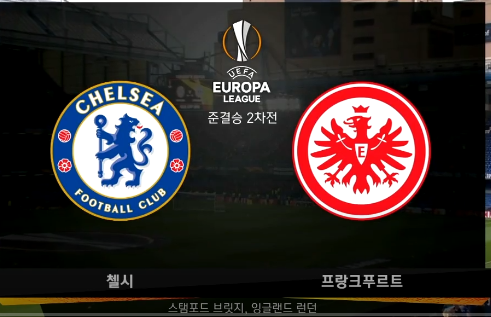 UEFA
EUROPA
LEAGUE
준결승 2차전
CHELSEA
FOOTBALL CLUB
E
첼시
프랑크푸르트
스탬포드 브릿지, 잉글랜드 런던